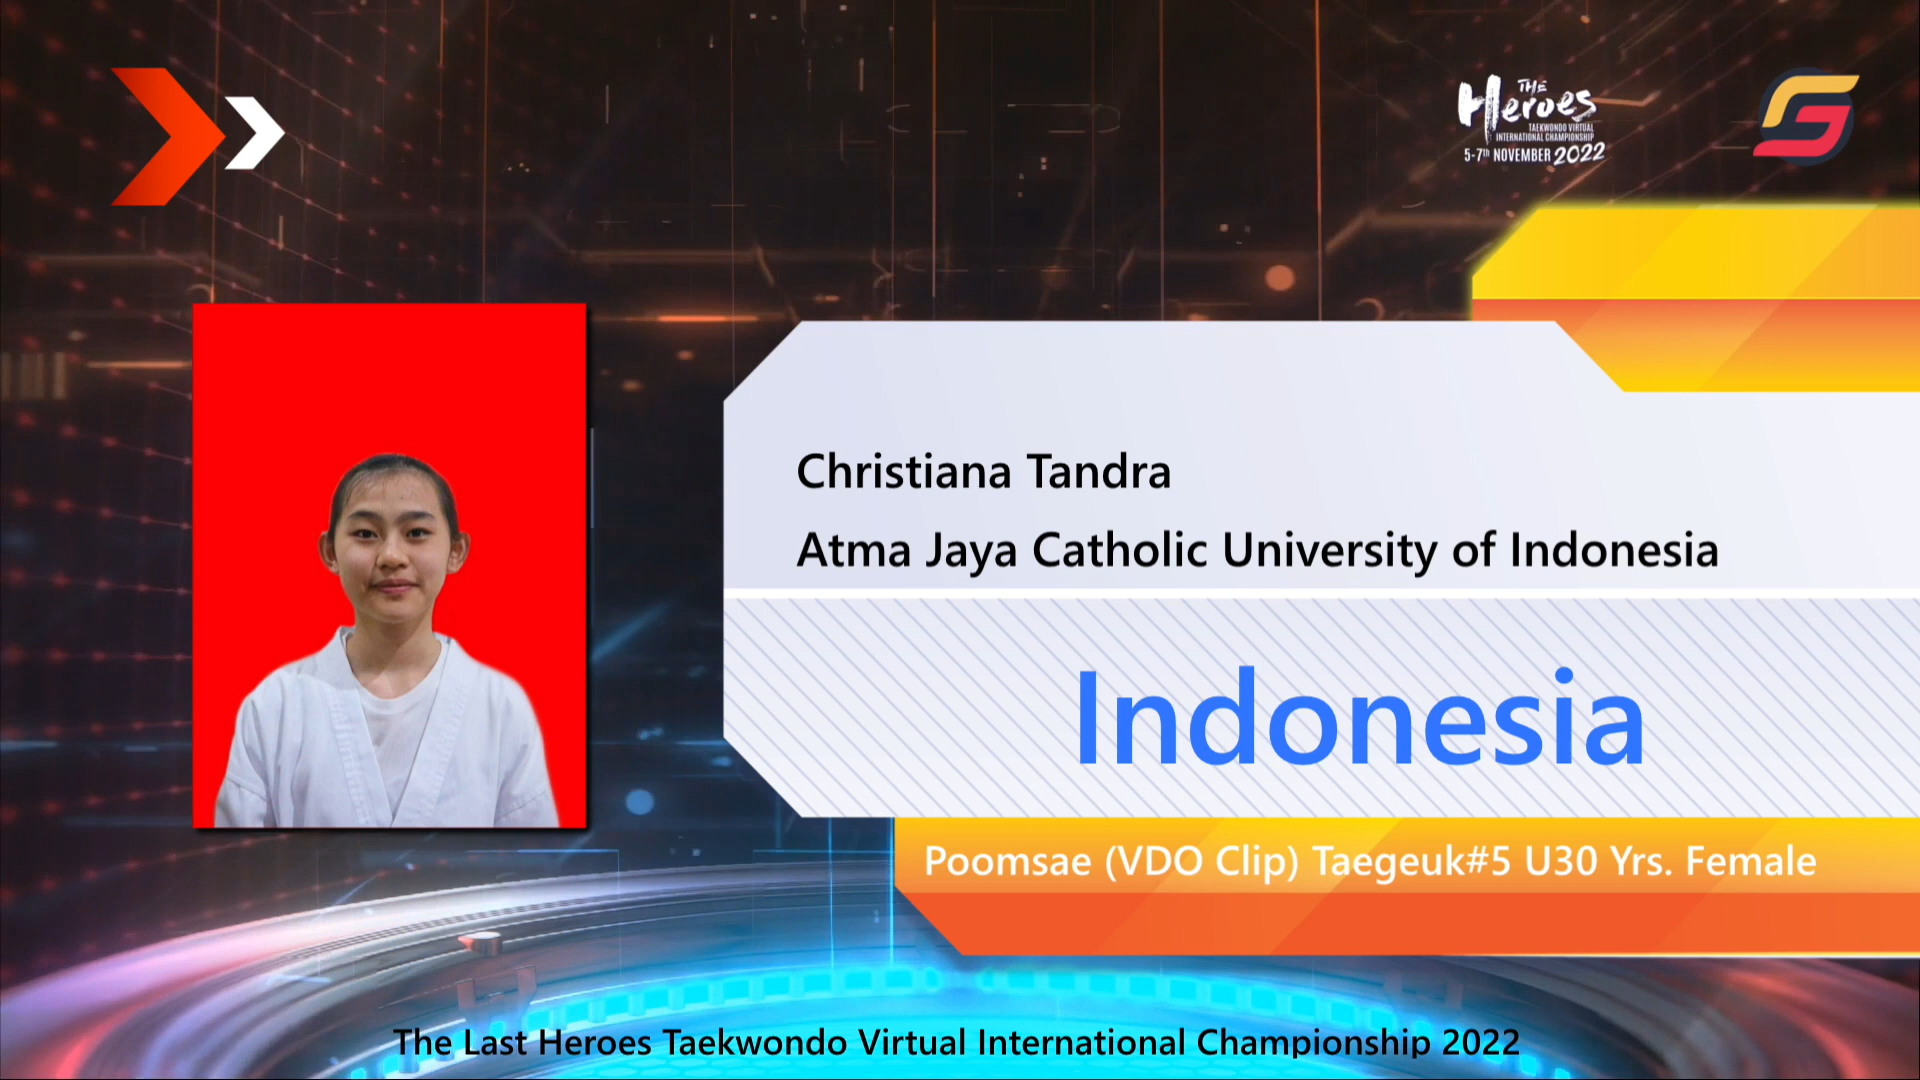 THE
Heroes
TAEKWONDO VIRTUAL
INTERNATIONAL CHAMPIONSHIP
5-7th NOVEMBER 2022
Christiana Tandra
Atma Jaya Catholic University of Indonesia
Indonesia
Poomsae (VDO Clip) Taegeuk#5 U30 Yrs. Female
The Last Heroes Taekwondo Virtual International Championship 2022